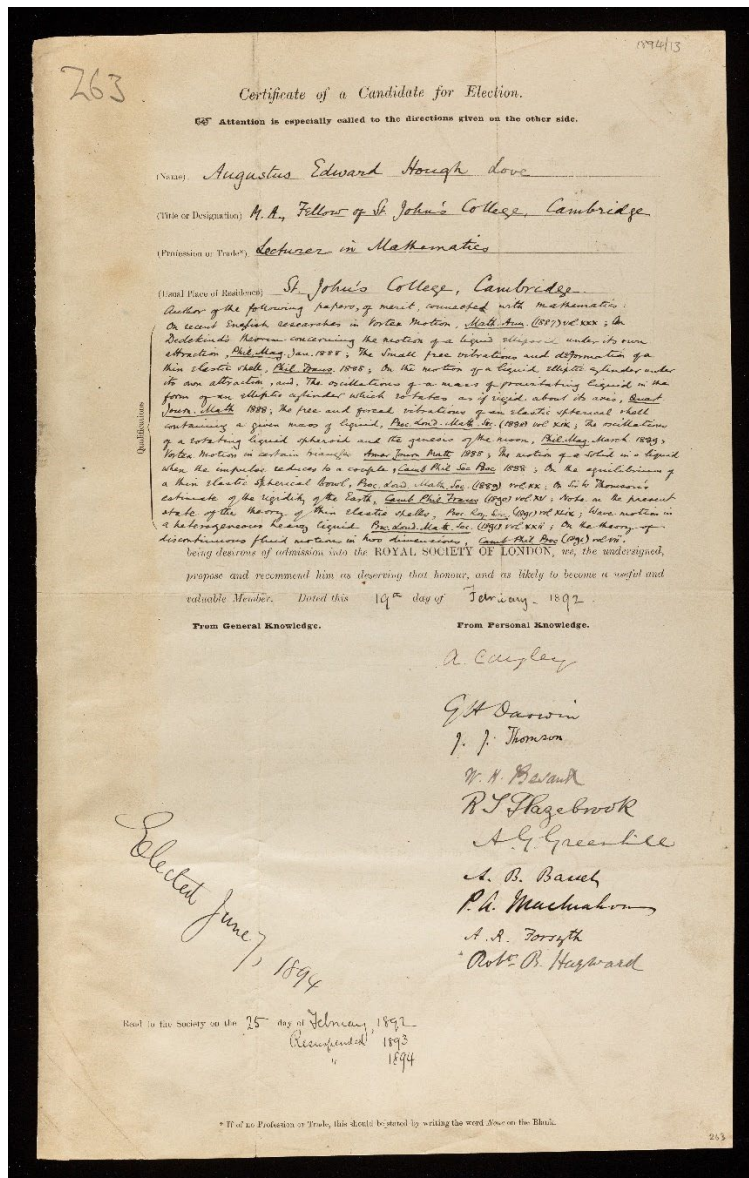 1894/13
263
Certificate of a Candidate for Election.
☞ Attention is especially called to the directions given on the other side.
(Name) Augustus Edward Hough Love
(Title or Designation) M.A., Fellow of St John's College, Cambridge
(Profession or Trade*) Lecturer in Mathematics
(Usual Place of Residence) St. John's College, Cambridge
Qualifications
Author of the following papers, of merit, connected with mathematics:
On recent English researches in Vortex Motion, Math. Ann. (1887) vol xxx; On
Dedekind's theorem concerning the motion of a liquid ellipsoid under its own
attraction, Phil. Mag. Jan. 1888; The small free vibrations and deformation of a
thin elastic shell, Phil. Trans. 1888; On the motion of a liquid elliptic cylinder under
its own attraction, and, The oscillations of a mass of gravitating liquid in the
form of an elliptic cylinder which rotates, as if rigid, about its axis, Quart
Journ. Math 1888; The free and forced vibrations of an elastic spherical shell
containing a given mass of liquid, Proc. Lond. Math. Soc. (1888) vol xix; The oscillations
of a rotating liquid spheroid and the genesis of the moon, Phil. Mag. March 1889;
Vortex Motion in certain triangles Amer Journ Math 1888; The motion of a solid in a liquid
when the impulse reduces to a couple, Camb Phil Soc Proc 1888; On the equilibrium of
a thin elastic spherical bowl, Proc. Lond. Math. Soc. (1889) vol xx; On Sir W Thomson's
estimate of the rigidity of the Earth, Camb Phil Trans (1890) vol xv; Note on the present
state of the theory of thin elastic shells, Proc Roy. Soc. (1891) vol xlix; Wave motion in
a heterogeneous heavy liquid Proc. Lond. Math. Soc. (1891) vol xxii; On the theory of
discontinuous fluid motions in two dimensions, Camb. Phil Proc (1891) vol vii.
being desirous of admission into the ROYAL SOCIETY OF LONDON, we, the undersigned,
propose and recommend him as deserving that honour, and as likely to become a useful and
valuable Member. Dated this 19th day of February 1892
From General Knowledge. From Personal Knowledge.
A. Cayley
G H Darwin
J. J. Thomson
W. H. Besant
R T Glazebrook
A. G. Greenhill
A. B. Basset
P. A. MacMahon
A. R. Forsyth
Robt. B. Hayward
Elected June 7, 1894
Read to the Society on the 25 day of February, 1892
Resuspended 1893
" 1894
* If of no Profession or Trade, this should be stated by writing the word None on the Blank.
263